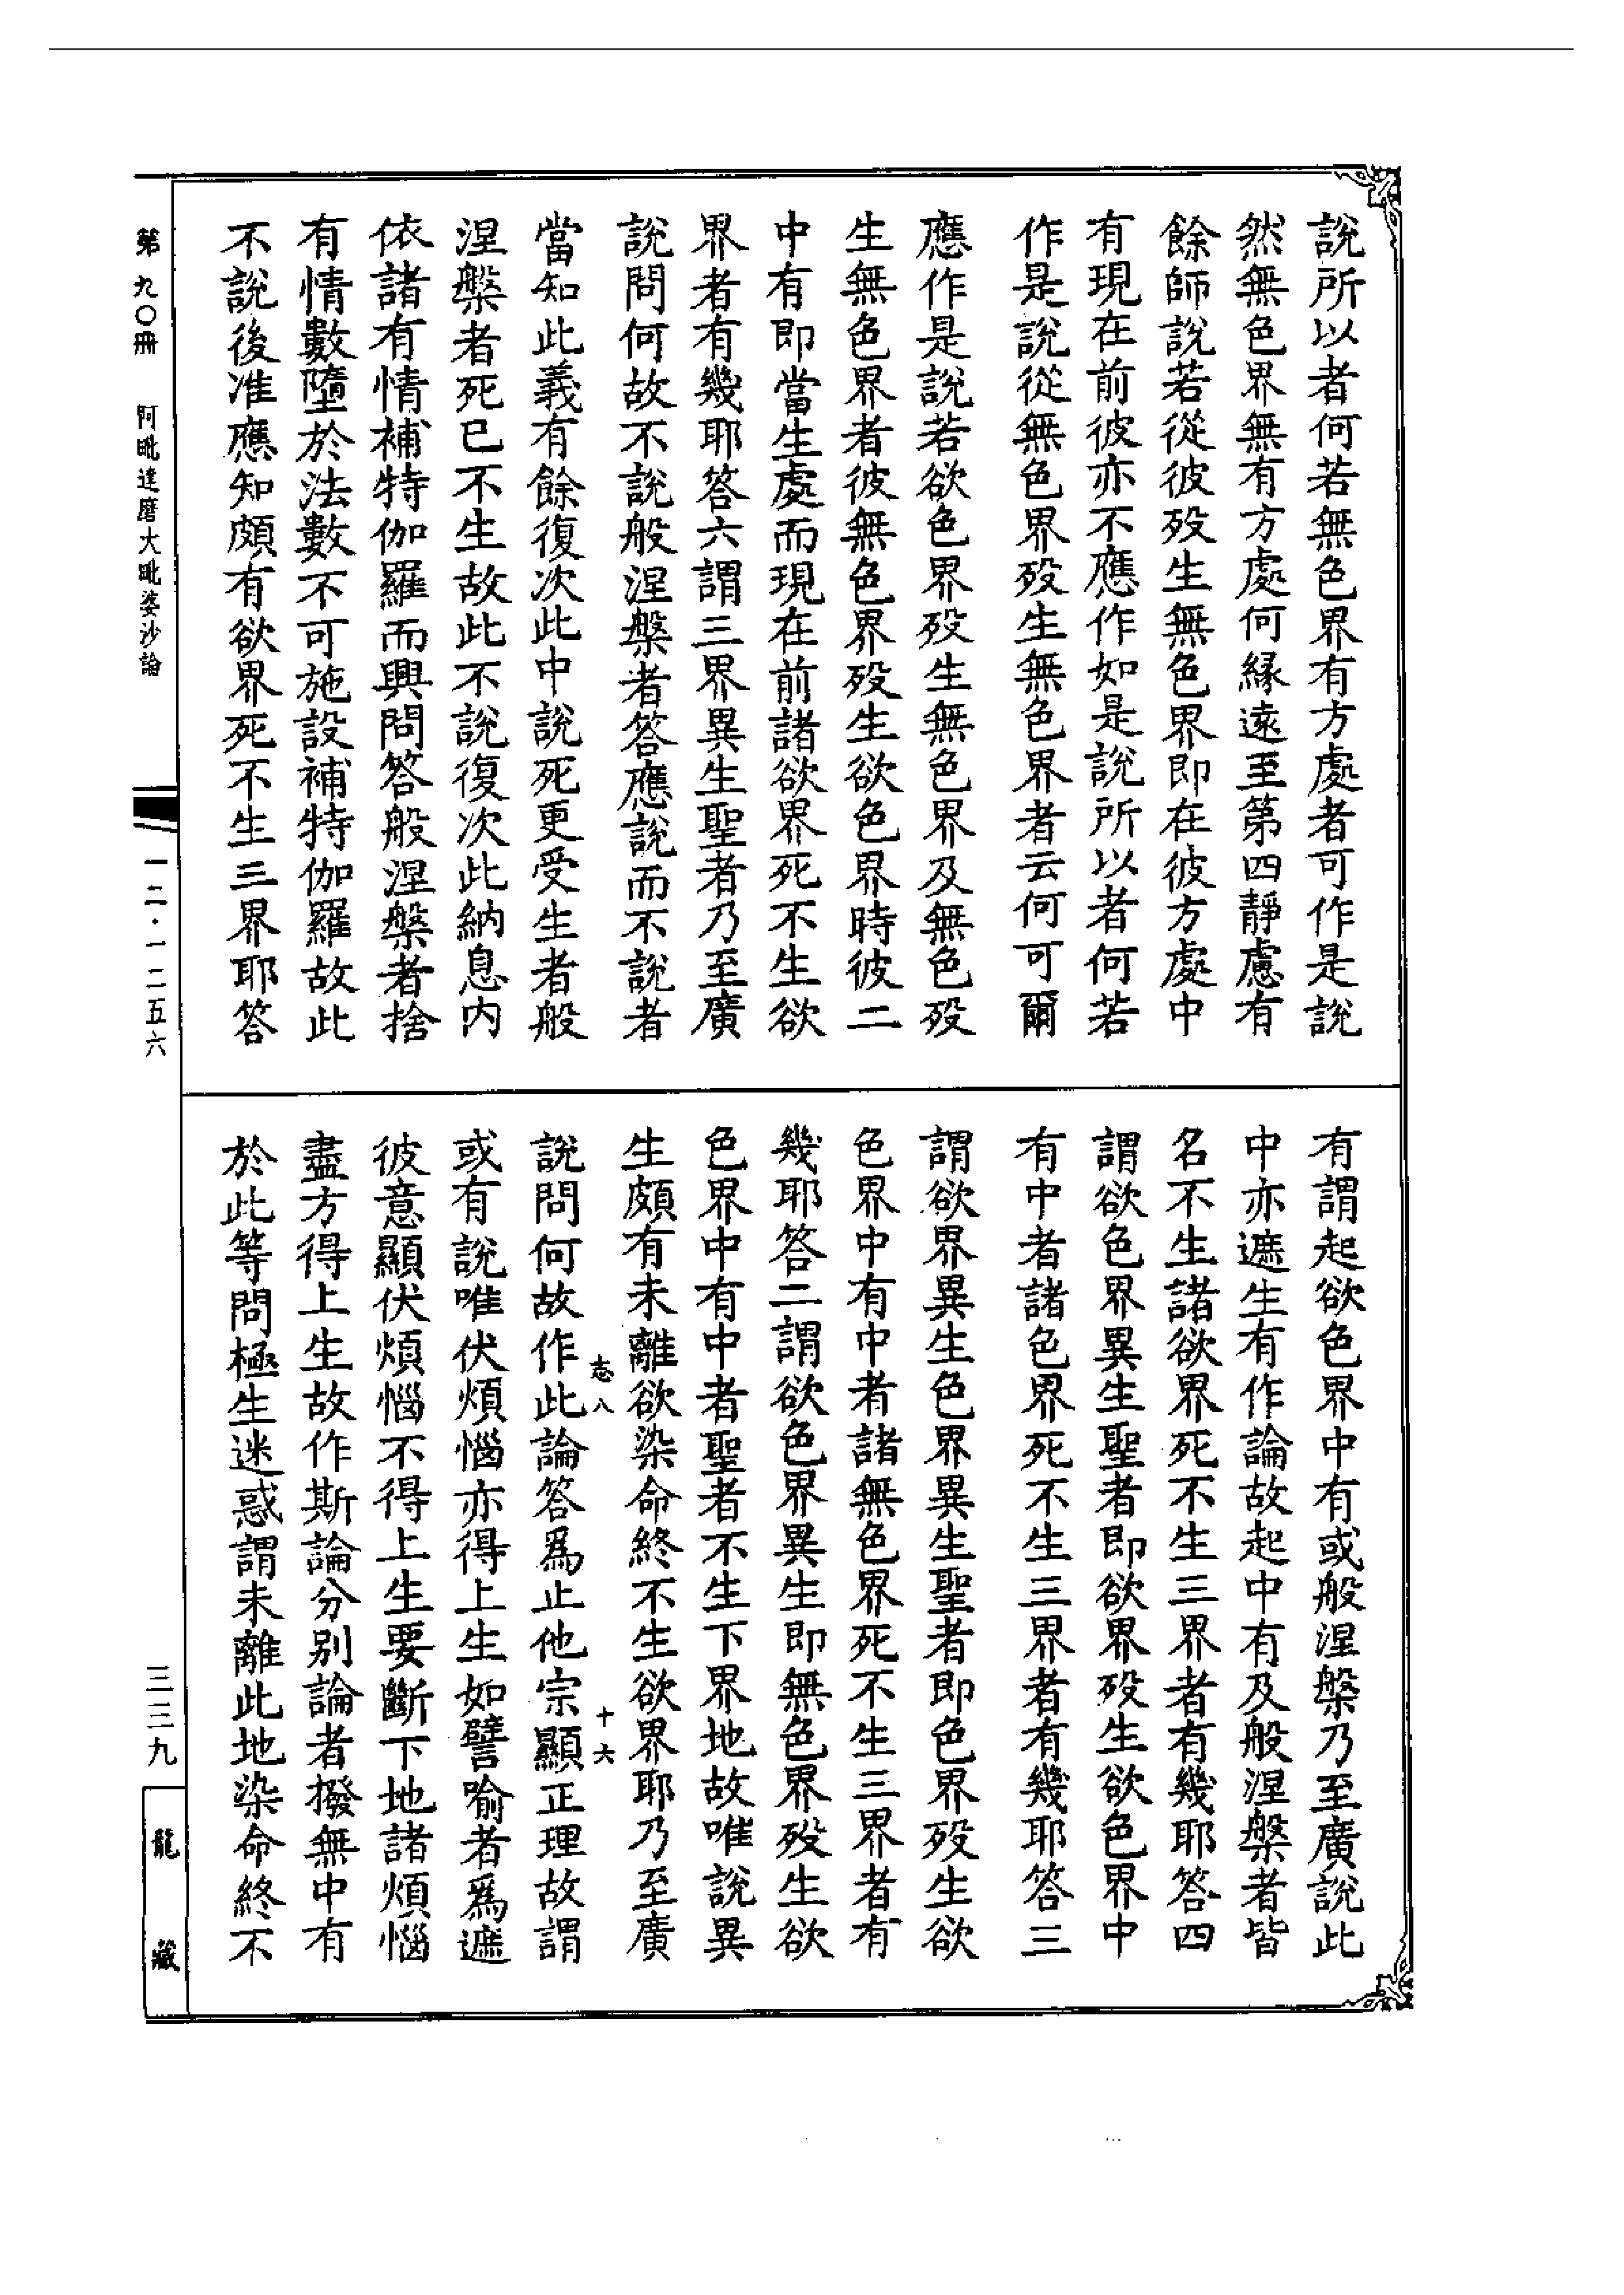 說所以者何若無色界有方處者可作是說
然無色界無有方處何緣遠至第四靜慮有
餘師說若從彼歿生無色界即在彼方處中
有現在前彼亦不應作如是說所以者何若
作是說從無色界歿生無色界者云何可爾
應作是說若欲色界歿生無色界及無色歿
生無色界者彼無色界歿生欲色界時彼二
中有即當生處而現在前諸欲界死不生欲
界者有幾耶答六謂三界異生聖者乃至廣
說問何故不說般涅槃者答應說而不說者
當知此義有餘復次此中說死更受生者般
涅槃者死已不生故此不說復次此納息內
依諸有情補特伽羅而興問答般涅槃者捨
有情數墮於法數不可施設補特伽羅故此
不說後准應知頗有欲界死不生三界耶答
有謂起欲色界中有或般涅槃乃至廣說此
中亦遮生有作論故起中有及般涅槃者皆
名不生諸欲界死不生三界者有幾耶答四
謂欲色界異生聖者即欲界歿生欲色界中
有中者諸色界死不生三界者有幾耶答三
謂欲界異生色界異生聖者即色界歿生欲
色界中有中者諸無色界死不生三界者有
幾耶答二謂欲色界異生即無色界歿生欲
色界中有中者聖者不生下界地故唯說異
生頗有未離欲染命終不生欲界耶乃至廣
志八 十六
說問何故作此論答爲止他宗顯正理故謂
或有說唯伏煩惱亦得上生如譬喻者爲遮
彼意顯伏煩惱不得上生要斷下地諸煩惱
盡方得上生故作斯論分別論者撥無中有
於此等問極生迷惑謂未離此地染命終不
第九〇冊 阿毗達磨大毗婆沙論
一二·一二五六
三三九
龍藏